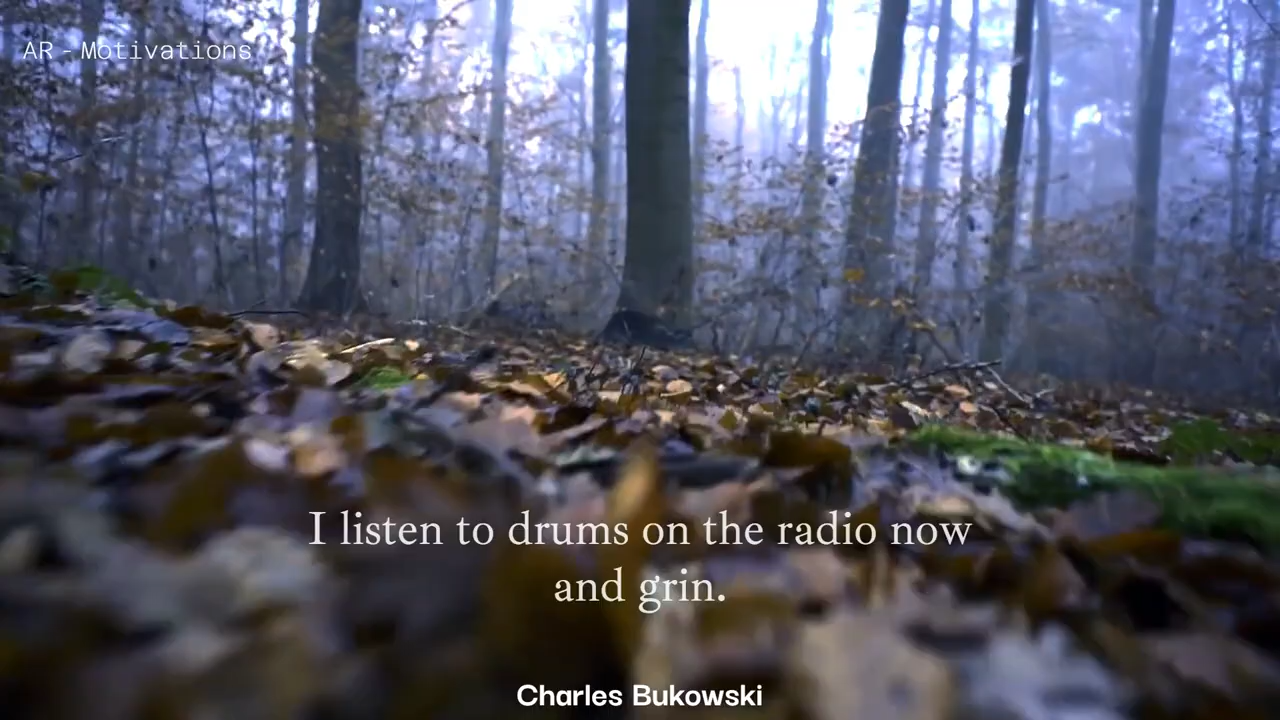 AR - Motivations
I listen to drums on the radio now
and grin.
Charles Bukowski